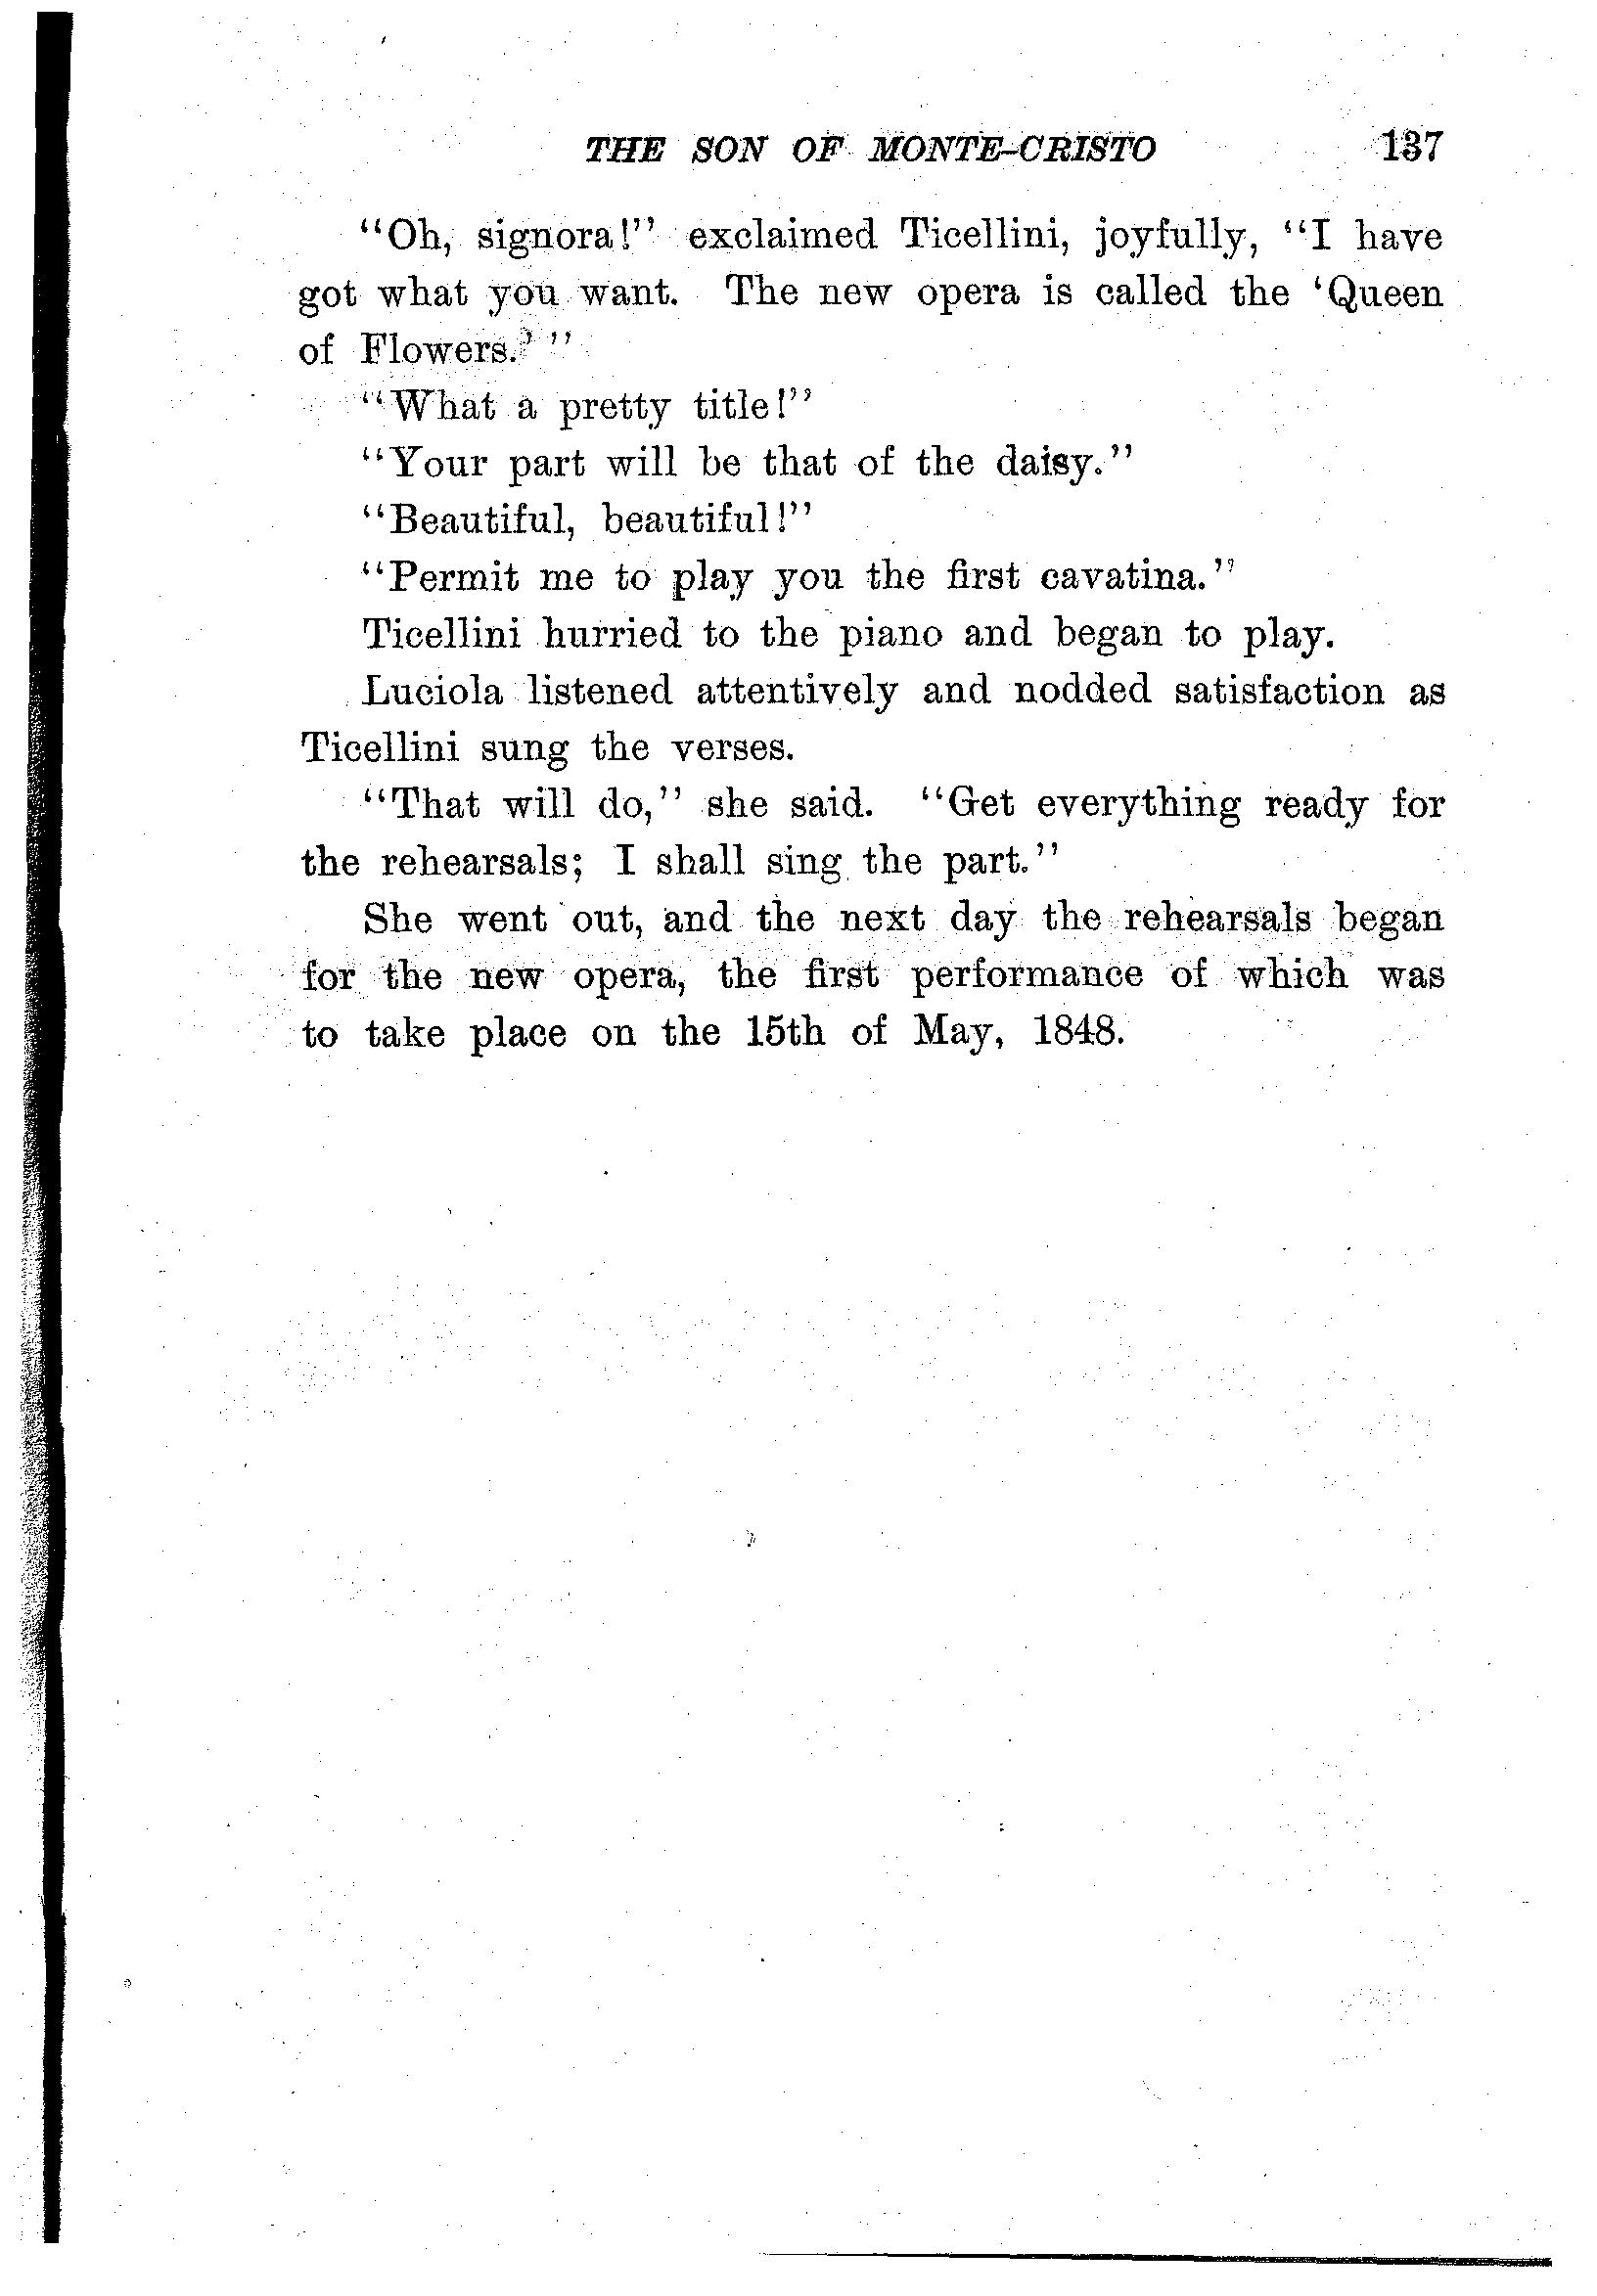 THE SON OF MONTE-CRISTO 137
"Oh, signora!" exclaimed Ticellini, joyfully, "I have
got what you want. The new opera is called the 'Queen
of Flowers.' "
"What a pretty title!"
"Your part will be that of the daisy."
"Beautiful, beautiful!"
"Permit me to play you the first cavatina."
Ticellini hurried to the piano and began to play.
Luciola listened attentively and nodded satisfaction as
Ticellini sung the verses.
"That will do," she said. "Get everything ready for
the rehearsals; I shall sing the part."
She went out, and the next day the rehearsals began
for the new opera, the first performance of which was
to take place on the 15th of May, 1848.